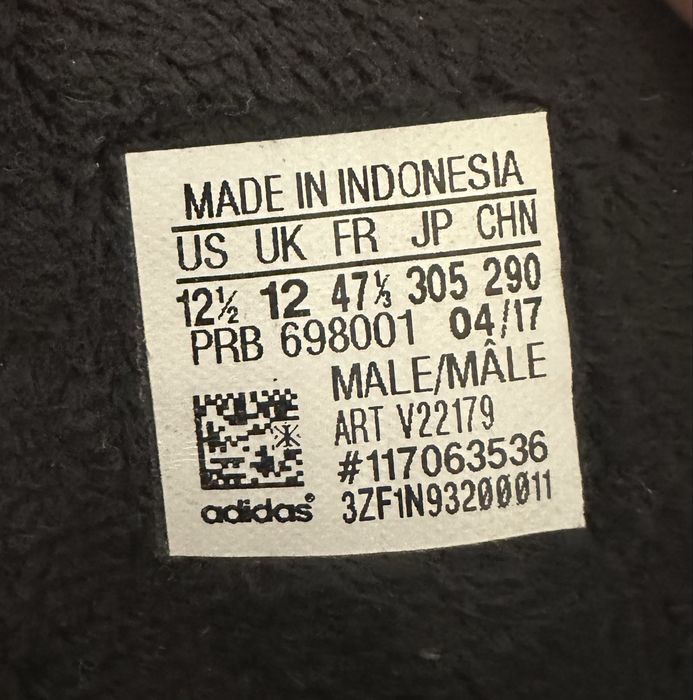 MADE IN INDONESIA
US UK FR JP CHN
12½ 12 47⅓ 305 290
PRB 698001 04/17
MALE/MÂLE
ART V22179
#117063536
3ZF1N93200011
adidas®